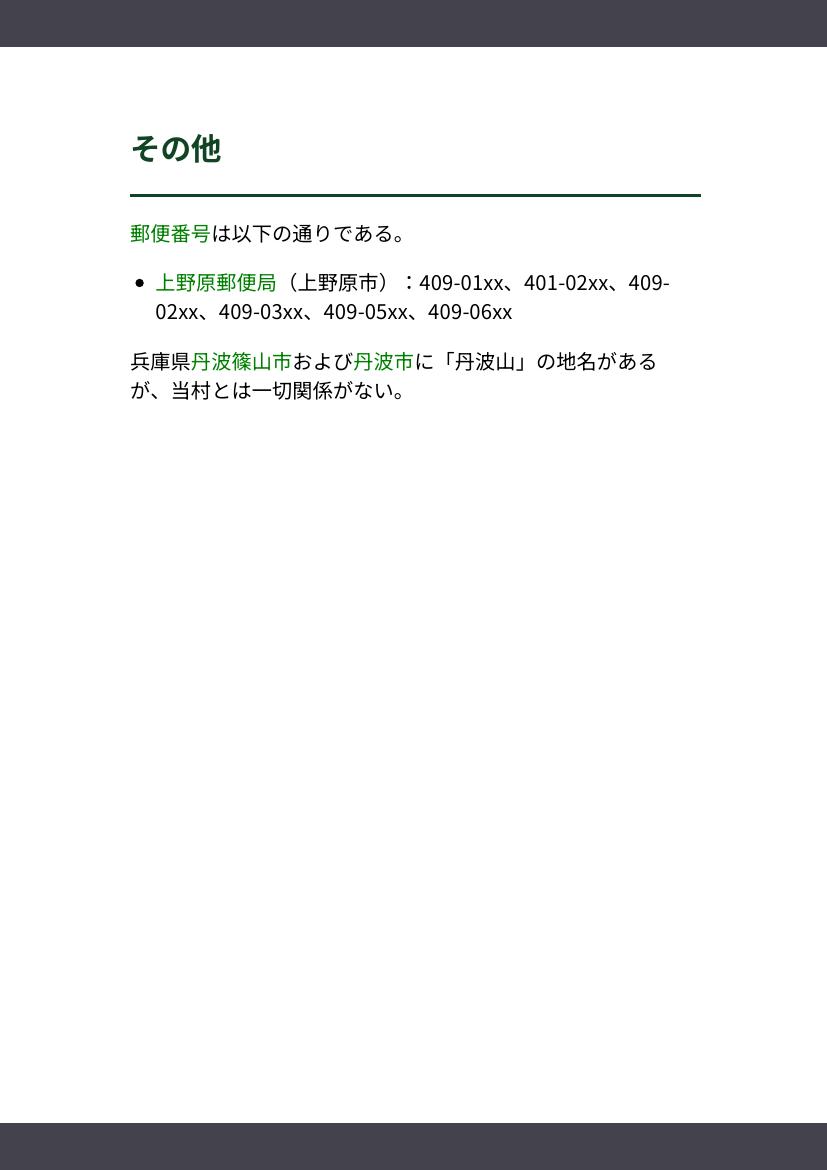 その他
郵便番号は以下の通りである。
● 上野原郵便局（上野原市）：409-01xx、401-02xx、409-
02xx、409-03xx、409-05xx、409-06xx
兵庫県丹波篠山市および丹波市に「丹波山」の地名がある
が、当村とは一切関係がない。